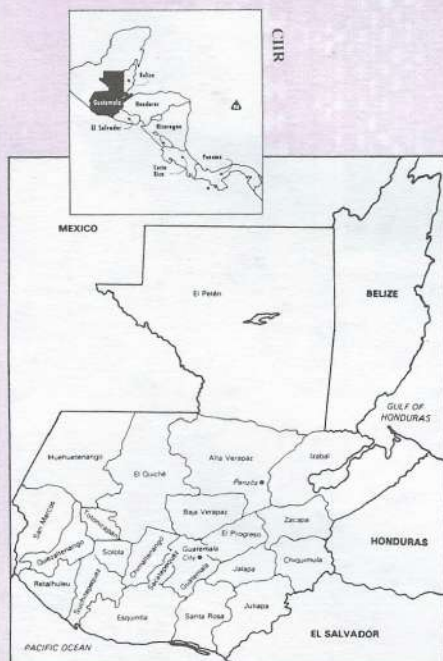 CIIR
Belize
Guatemala
Honduras
El Salvador
Nicaragua
Costa
Rica
Panama
N
MEXICO
El Petén
BELIZE
GULF OF
HONDURAS
Huehuetenango
El Quiché
Alta Verapaz
Izabal
Panzós
San Marcos
Totonicapán
Baja Verapaz
Zacapa
El Progreso
Quezaltenango
Sololá
Chimaltenango
Sacatepéquez
Guatemala
City
Guatemala
Jalapa
Chiquimula
HONDURAS
Retalhuleu
Suchitepéquez
Escuintla
Santa Rosa
Jutiapa
EL SALVADOR
PACIFIC OCEAN